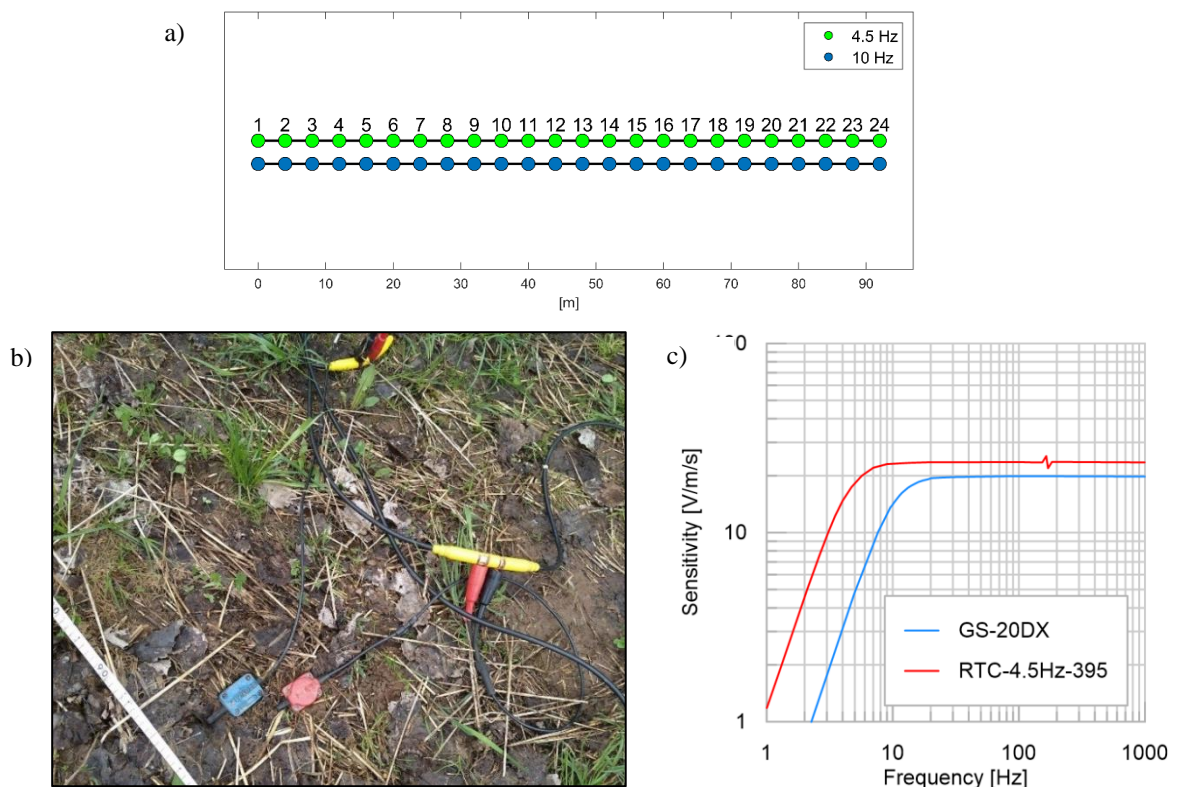 a)
4.5 Hz
10 Hz
1 2 3 4 5 6 7 8 9 10 11 12 13 14 15 16 17 18 19 20 21 22 23 24
0 10 20 30 40 50 60 70 80 90
[m]
b)
c)
Sensitivity [V/m/s]
10
1
GS-20DX
RTC-4.5Hz-395
1 10 100 1000
Frequency [Hz]